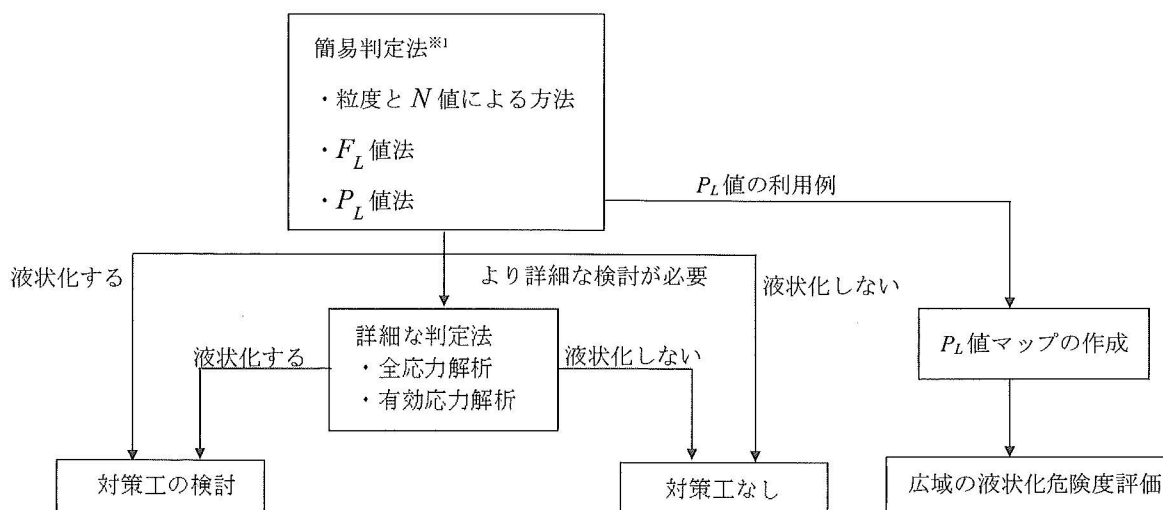 簡易判定法※1
・粒度とN値による方法
・FL値法
・PL値法
PL値の利用例
液状化する
より詳細な検討が必要
液状化しない
詳細な判定法
・全応力解析
・有効応力解析
液状化する
液状化しない
PL値マップの作成
対策工の検討
対策工なし
広域の液状化危険度評価